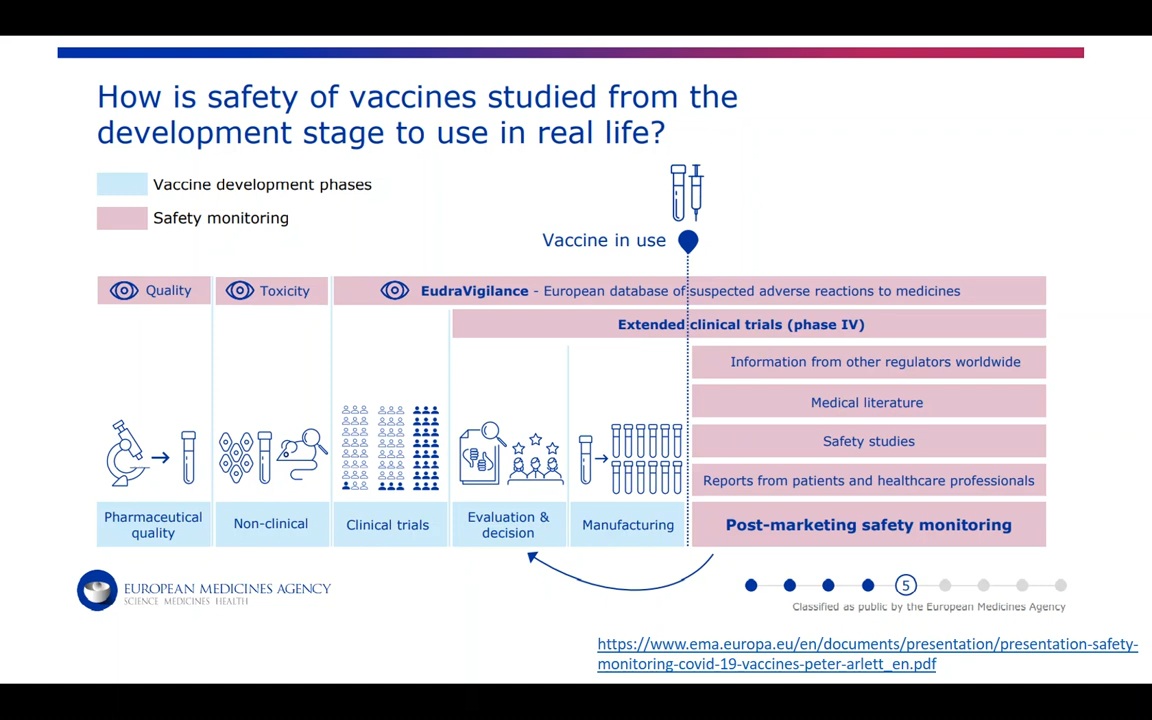 How is safety of vaccines studied from the
development stage to use in real life?
Vaccine development phases
Safety monitoring
Vaccine in use
Quality
Toxicity
EudraVigilance - European database of suspected adverse reactions to medicines
Extended clinical trials (phase IV)
Information from other regulators worldwide
Medical literature
Safety studies
Reports from patients and healthcare professionals
Pharmaceutical
quality
Non-clinical
Clinical trials
Evaluation &
decision
Manufacturing
Post-marketing safety monitoring
EUROPEAN MEDICINES AGENCY
SCIENCE MEDICINES HEALTH
5
Classified as public by the European Medicines Agency
https://www.ema.europa.eu/en/documents/presentation/presentation-safety-
monitoring-covid-19-vaccines-peter-arlett_en.pdf